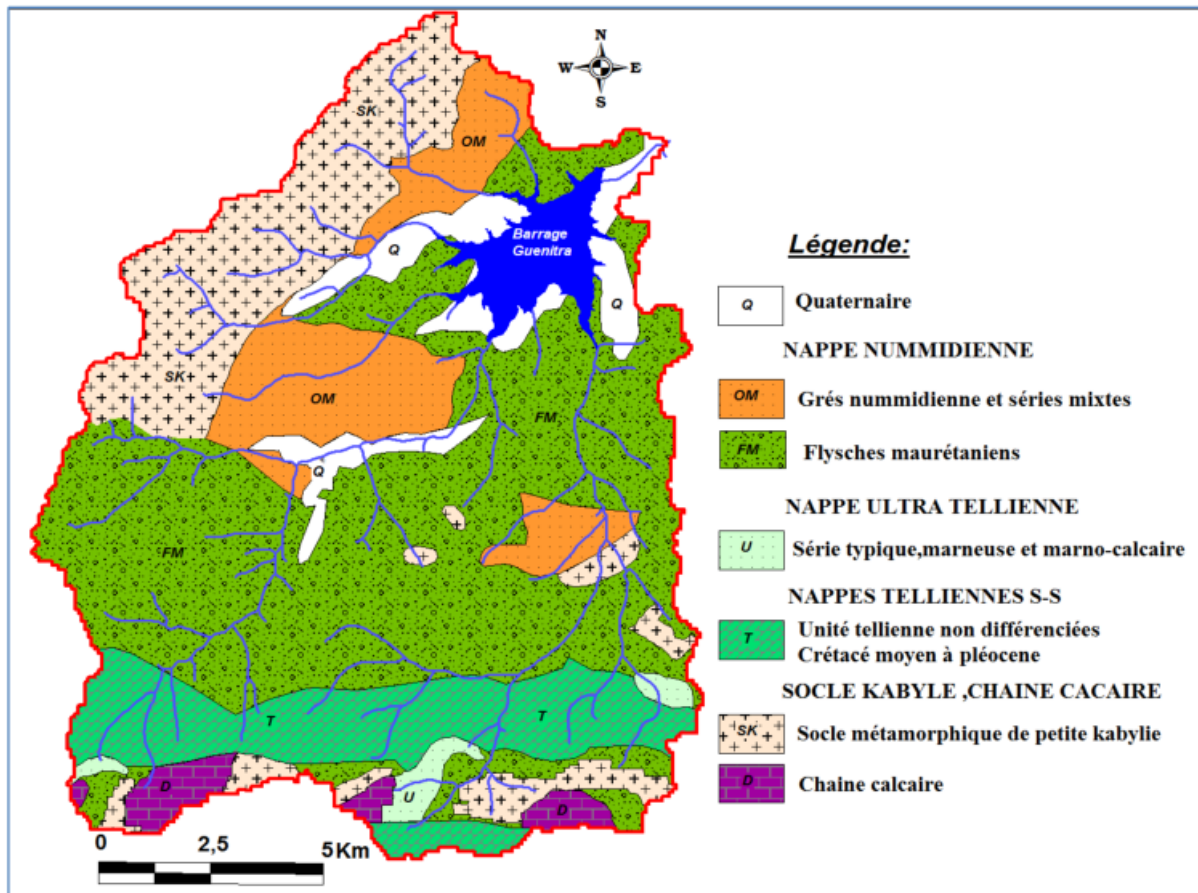 N
W E
S
SK
OM
Barrage
Guenitra
Q
Q
SK
OM
FM
Q
FM
T
T
D
U
D
0 2,5 5Km
Légende:
Q Quaternaire
NAPPE NUMMIDIENNE
OM Grés nummidienne et séries mixtes
FM Flysches maurétaniens
NAPPE ULTRA TELLIENNE
U Série typique,marneuse et marno-calcaire
NAPPES TELLIENNES S-S
T Unité tellienne non différenciées
Crétacé moyen à pléocene
SOCLE KABYLE ,CHAINE CACAIRE
SK Socle métamorphique de petite kabylie
D Chaine calcaire